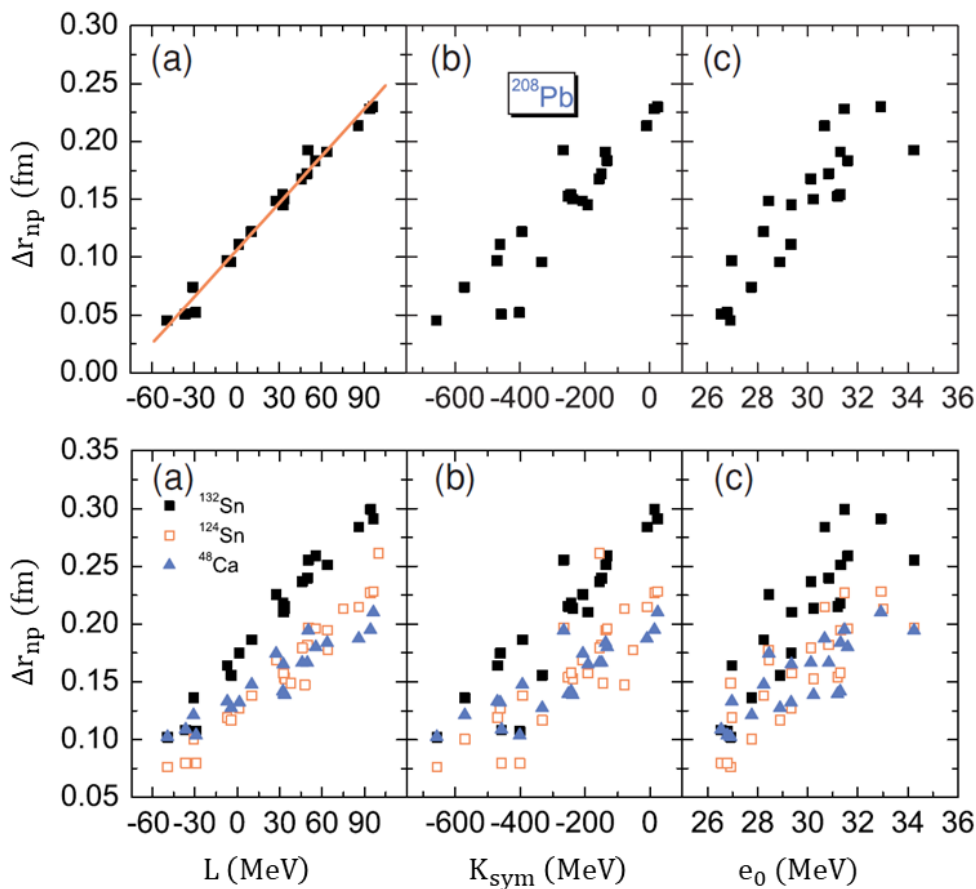 (a) (b) (c)
²⁰⁸Pb
Δr_np (fm)
0.30
0.25
0.20
0.15
0.10
0.05
0.00
-60 -30 0 30 60 90
-600 -400 -200 0
26 28 30 32 34 36
(a) (b) (c)
¹³²Sn
¹²⁴Sn
⁴⁸Ca
Δr_np (fm)
0.35
0.30
0.25
0.20
0.15
0.10
0.05
-60 -30 0 30 60 90
-600 -400 -200 0
26 28 30 32 34 36
L (MeV)
K_sym (MeV)
e₀ (MeV)